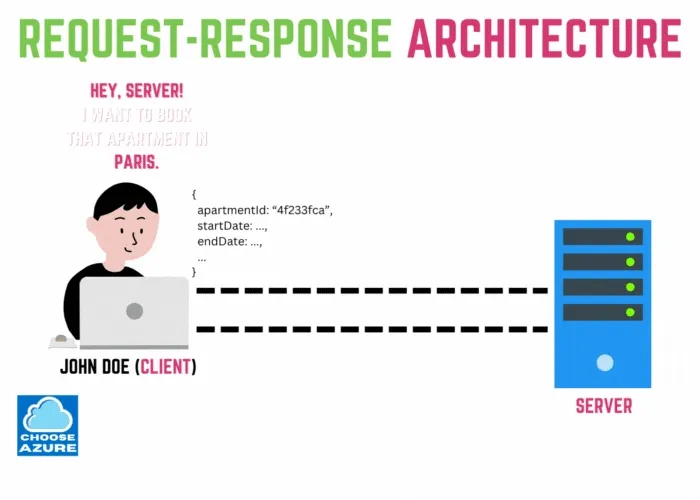 REQUEST-RESPONSE ARCHITECTURE
HEY, SERVER!
I WANT TO BOOK
THAT APARTMENT IN
PARIS.
{
apartmentId: “4f233fca”,
startDate: ...,
endDate: ...,
...
}
JOHN DOE (CLIENT)
SERVER
CHOOSE
AZURE